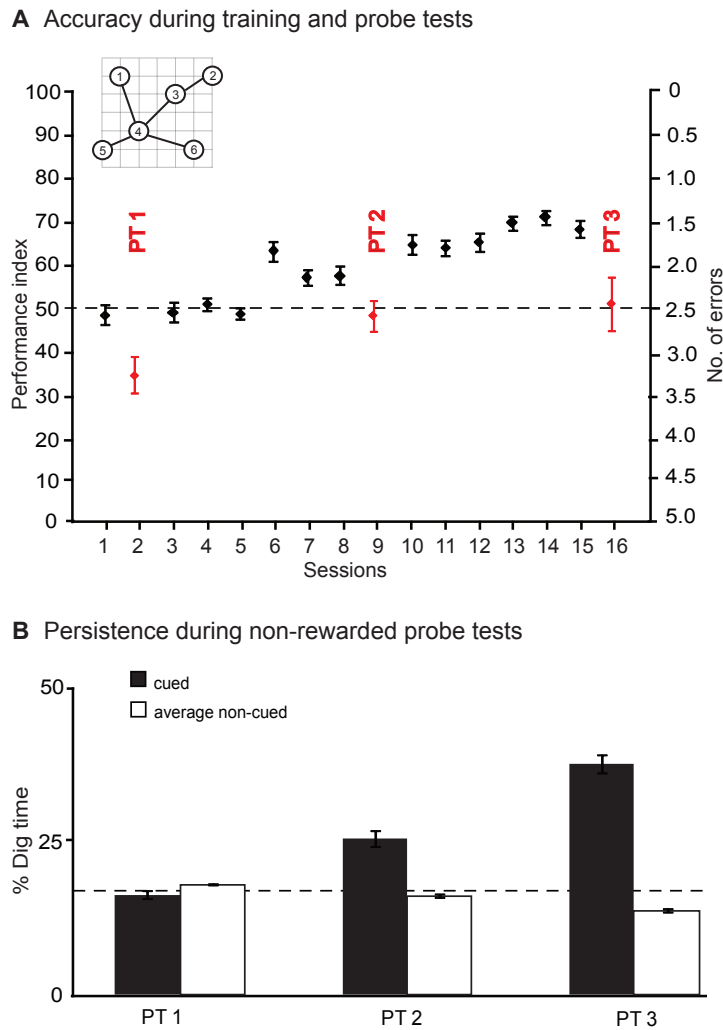 A Accuracy during training and probe tests
1
2
3
4
5
6
100
90
80
70
60
50
40
30
20
10
0
Performance index
PT 1
PT 2
PT 3
0
0.5
1.0
1.5
2.0
2.5
3.0
3.5
4.0
4.5
5.0
No. of errors
1 2 3 4 5 6 7 8 9 10 11 12 13 14 15 16
Sessions
B Persistence during non-rewarded probe tests
cued
average non-cued
50
25
0
% Dig time
PT 1 PT 2 PT 3